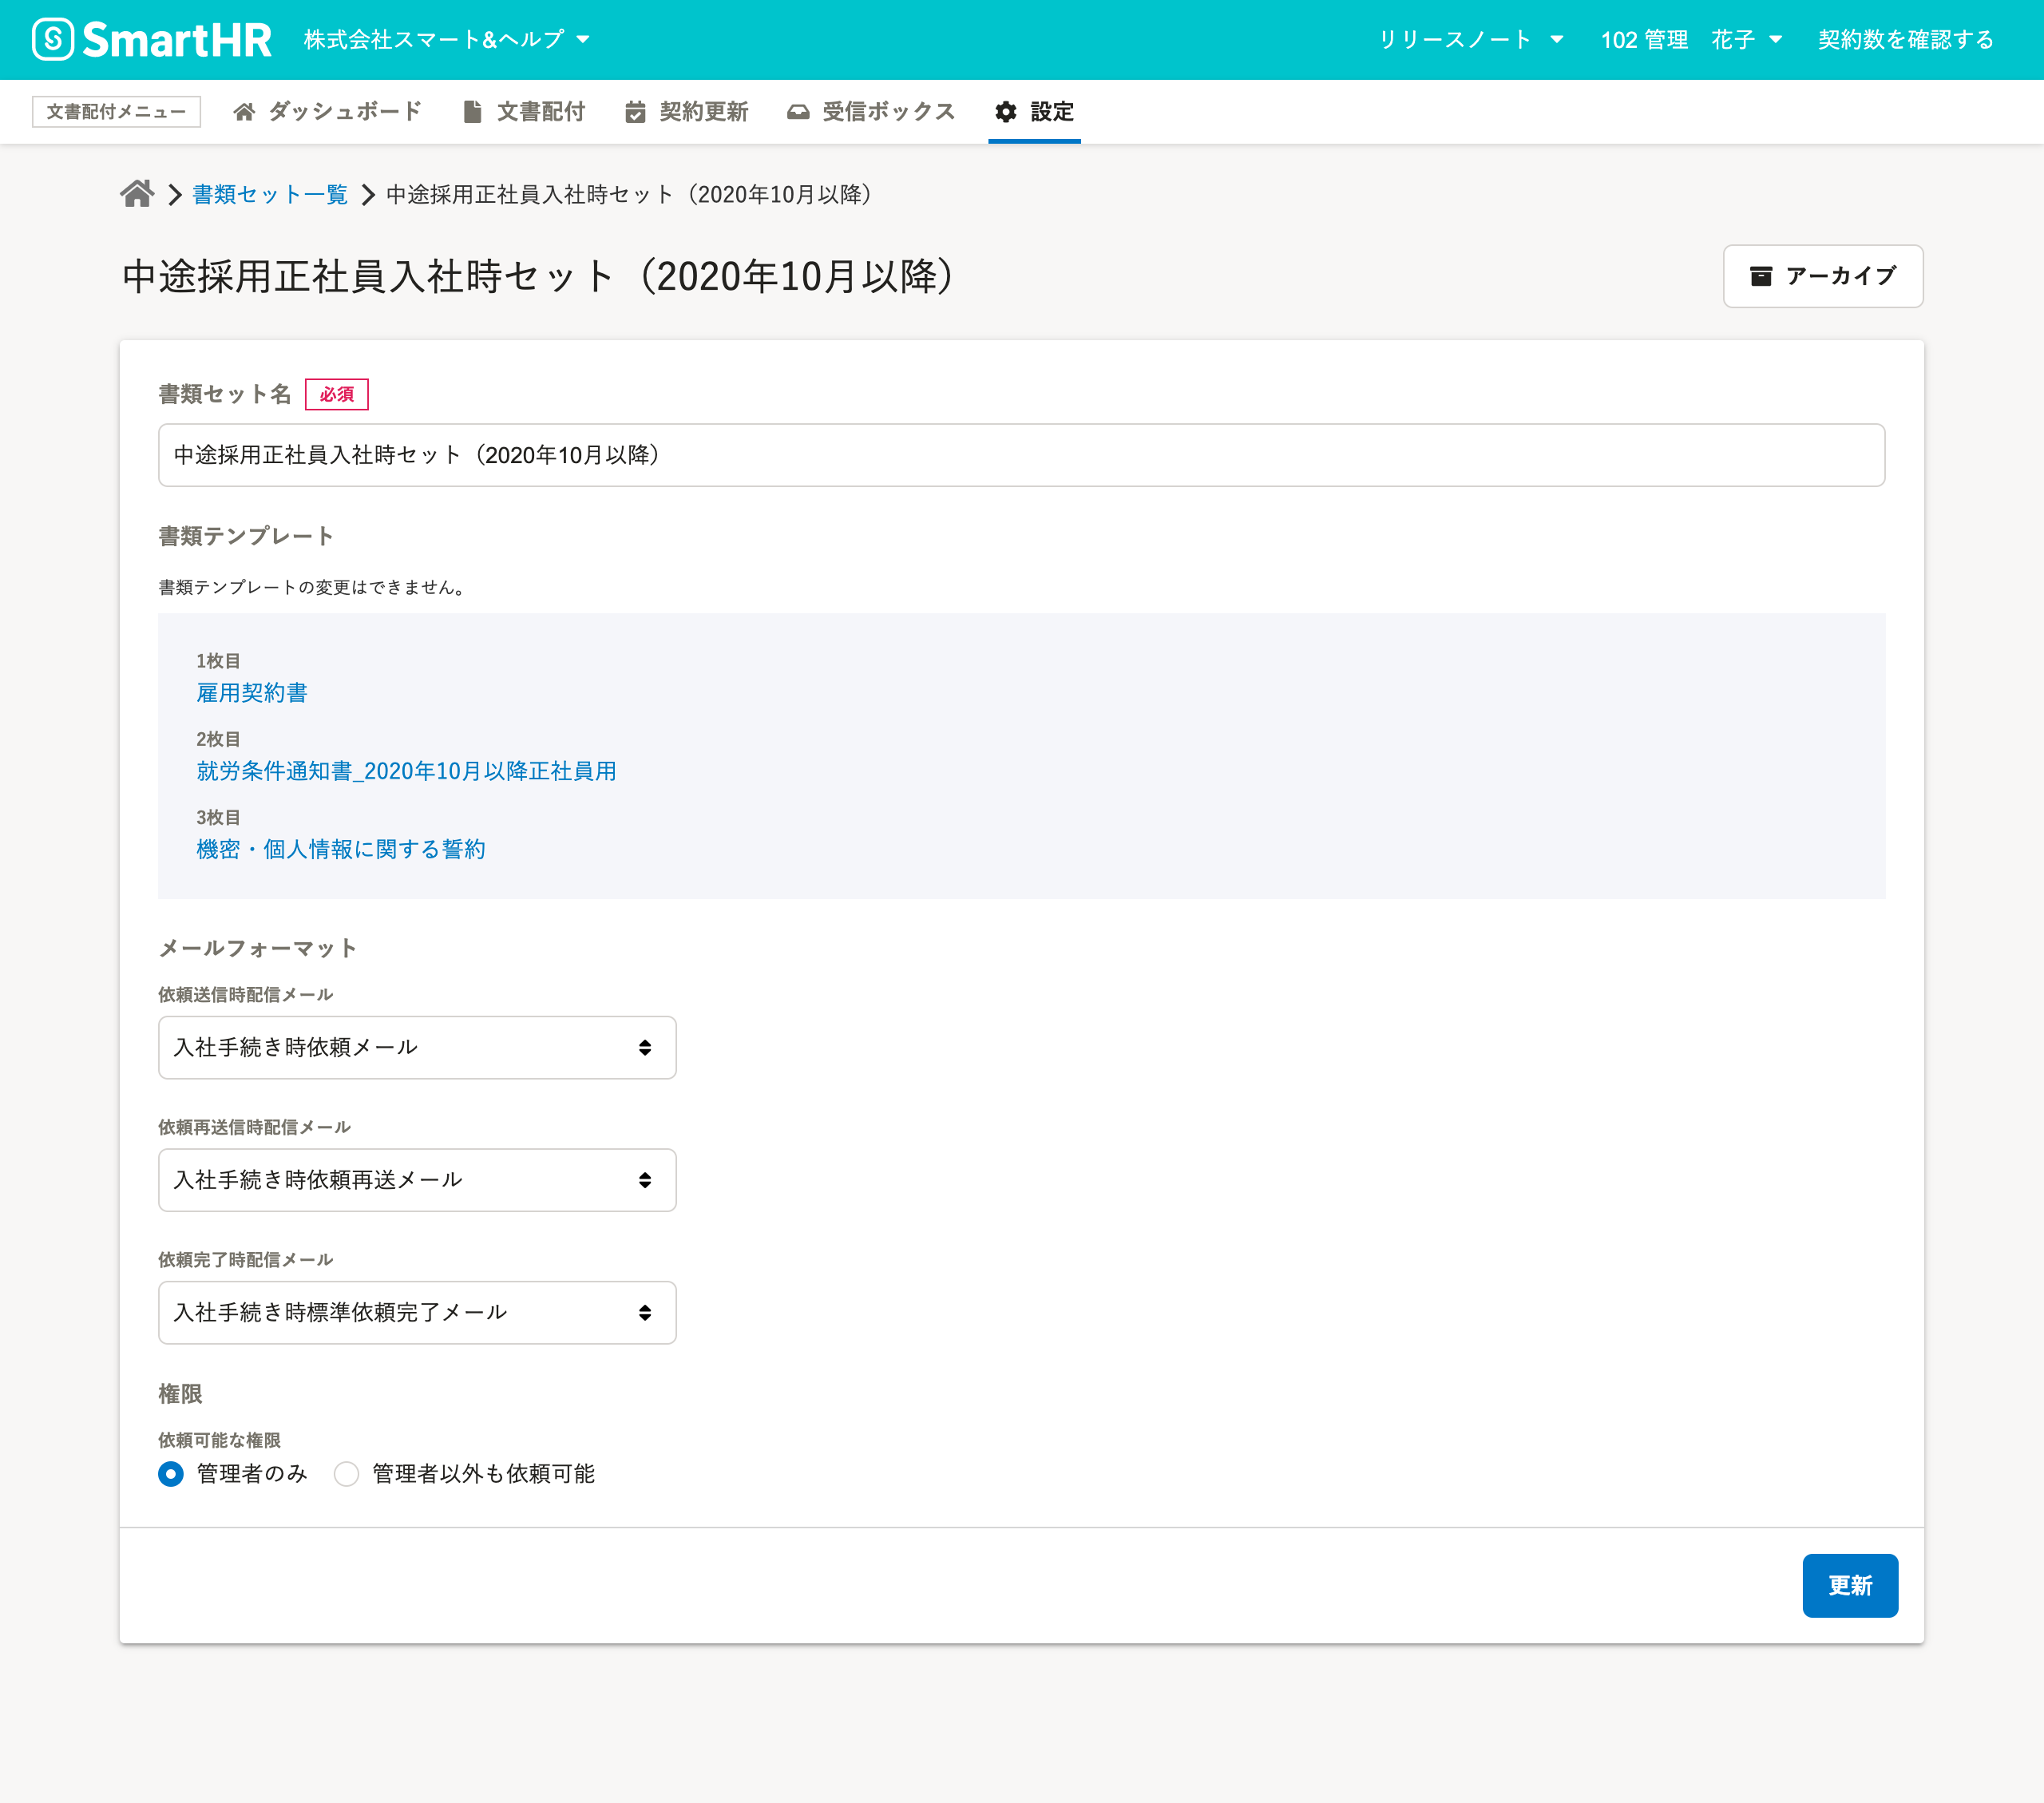 SmartHR 株式会社スマート&ヘルプ リリースノート 102 管理 花子 契約数を確認する
文書配付メニュー ダッシュボード 文書配付 契約更新 受信ボックス 設定
書類セット一覧 中途採用正社員入社時セット（2020年10月以降）
中途採用正社員入社時セット（2020年10月以降） アーカイブ
書類セット名 必須
中途採用正社員入社時セット（2020年10月以降）
書類テンプレート
書類テンプレートの変更はできません。
1枚目
雇用契約書
2枚目
就労条件通知書_2020年10月以降正社員用
3枚目
機密・個人情報に関する誓約
メールフォーマット
依頼送信時配信メール
入社手続き時依頼メール
依頼再送信時配信メール
入社手続き時依頼再送メール
依頼完了時配信メール
入社手続き時標準依頼完了メール
権限
依頼可能な権限
管理者のみ 管理者以外も依頼可能
更新